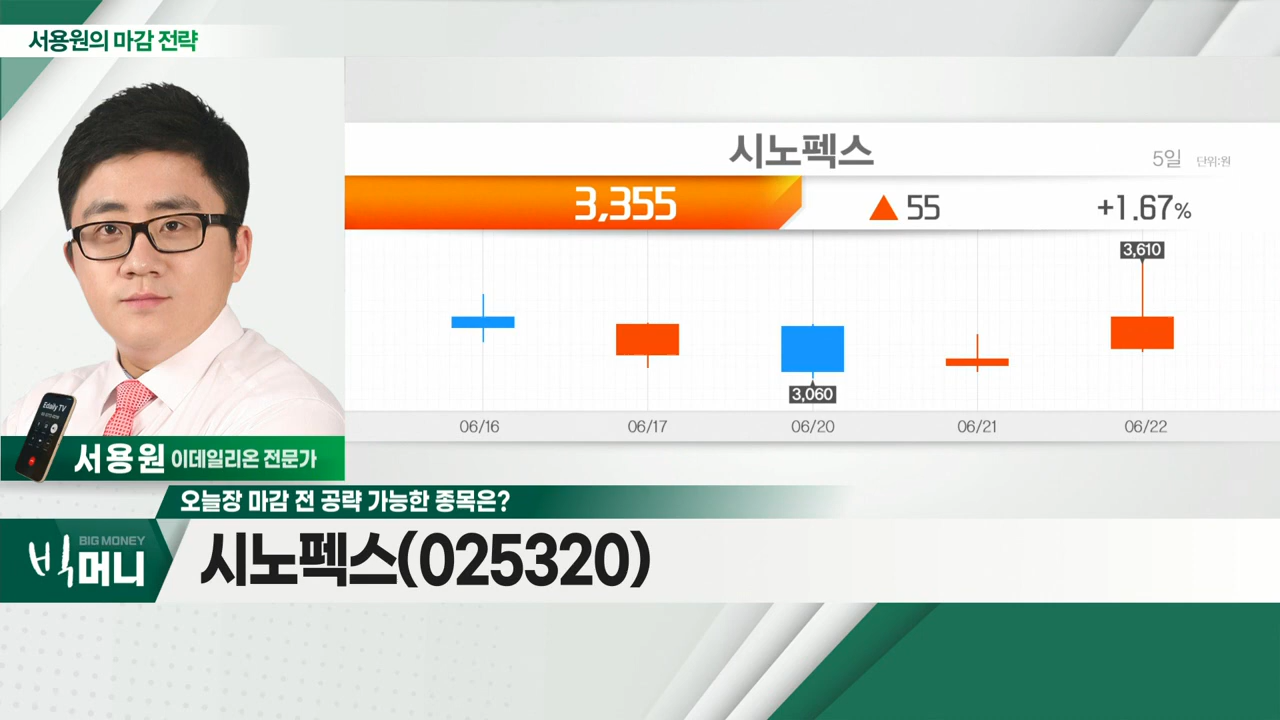 서용원의 마감 전략
시노펙스
5일 단위:원
3,355 ▲ 55 +1.67%
3,610
3,060
06/16 06/17 06/20 06/21 06/22
Edaily TV
서용원 이데일리온 전문가
오늘장 마감 전 공략 가능한 종목은?
BIG MONEY
빅머니
시노펙스(025320)